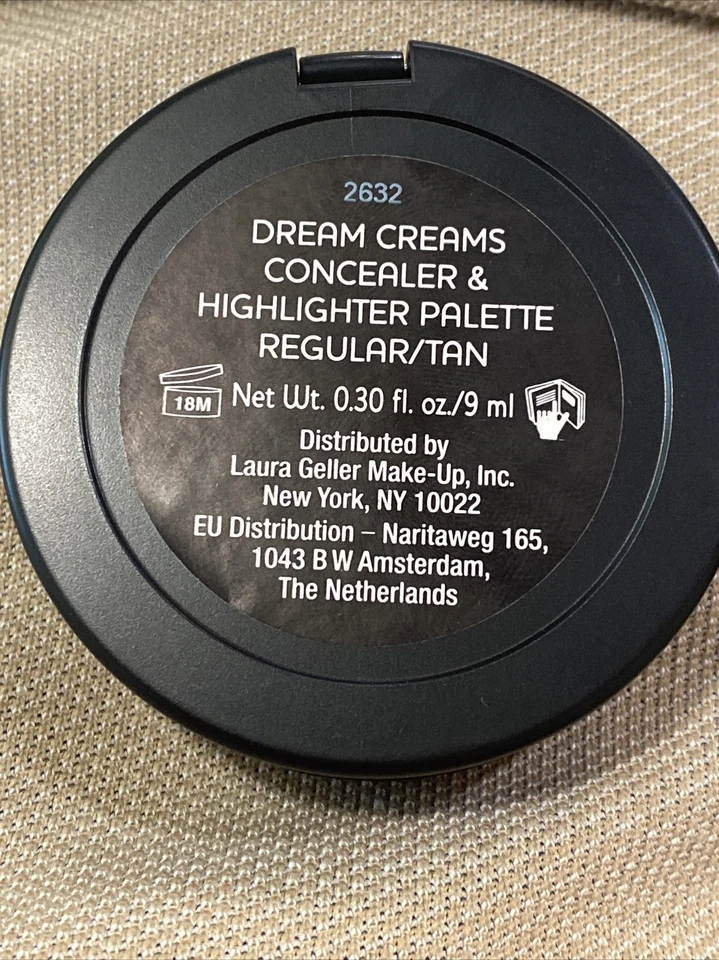 2632
DREAM CREAMS
CONCEALER &
HIGHLIGHTER PALETTE
REGULAR/TAN
18M Net Wt. 0.30 fl. oz./9 ml
Distributed by
Laura Geller Make-Up, Inc.
New York, NY 10022
EU Distribution – Naritaweg 165,
1043 BW Amsterdam,
The Netherlands